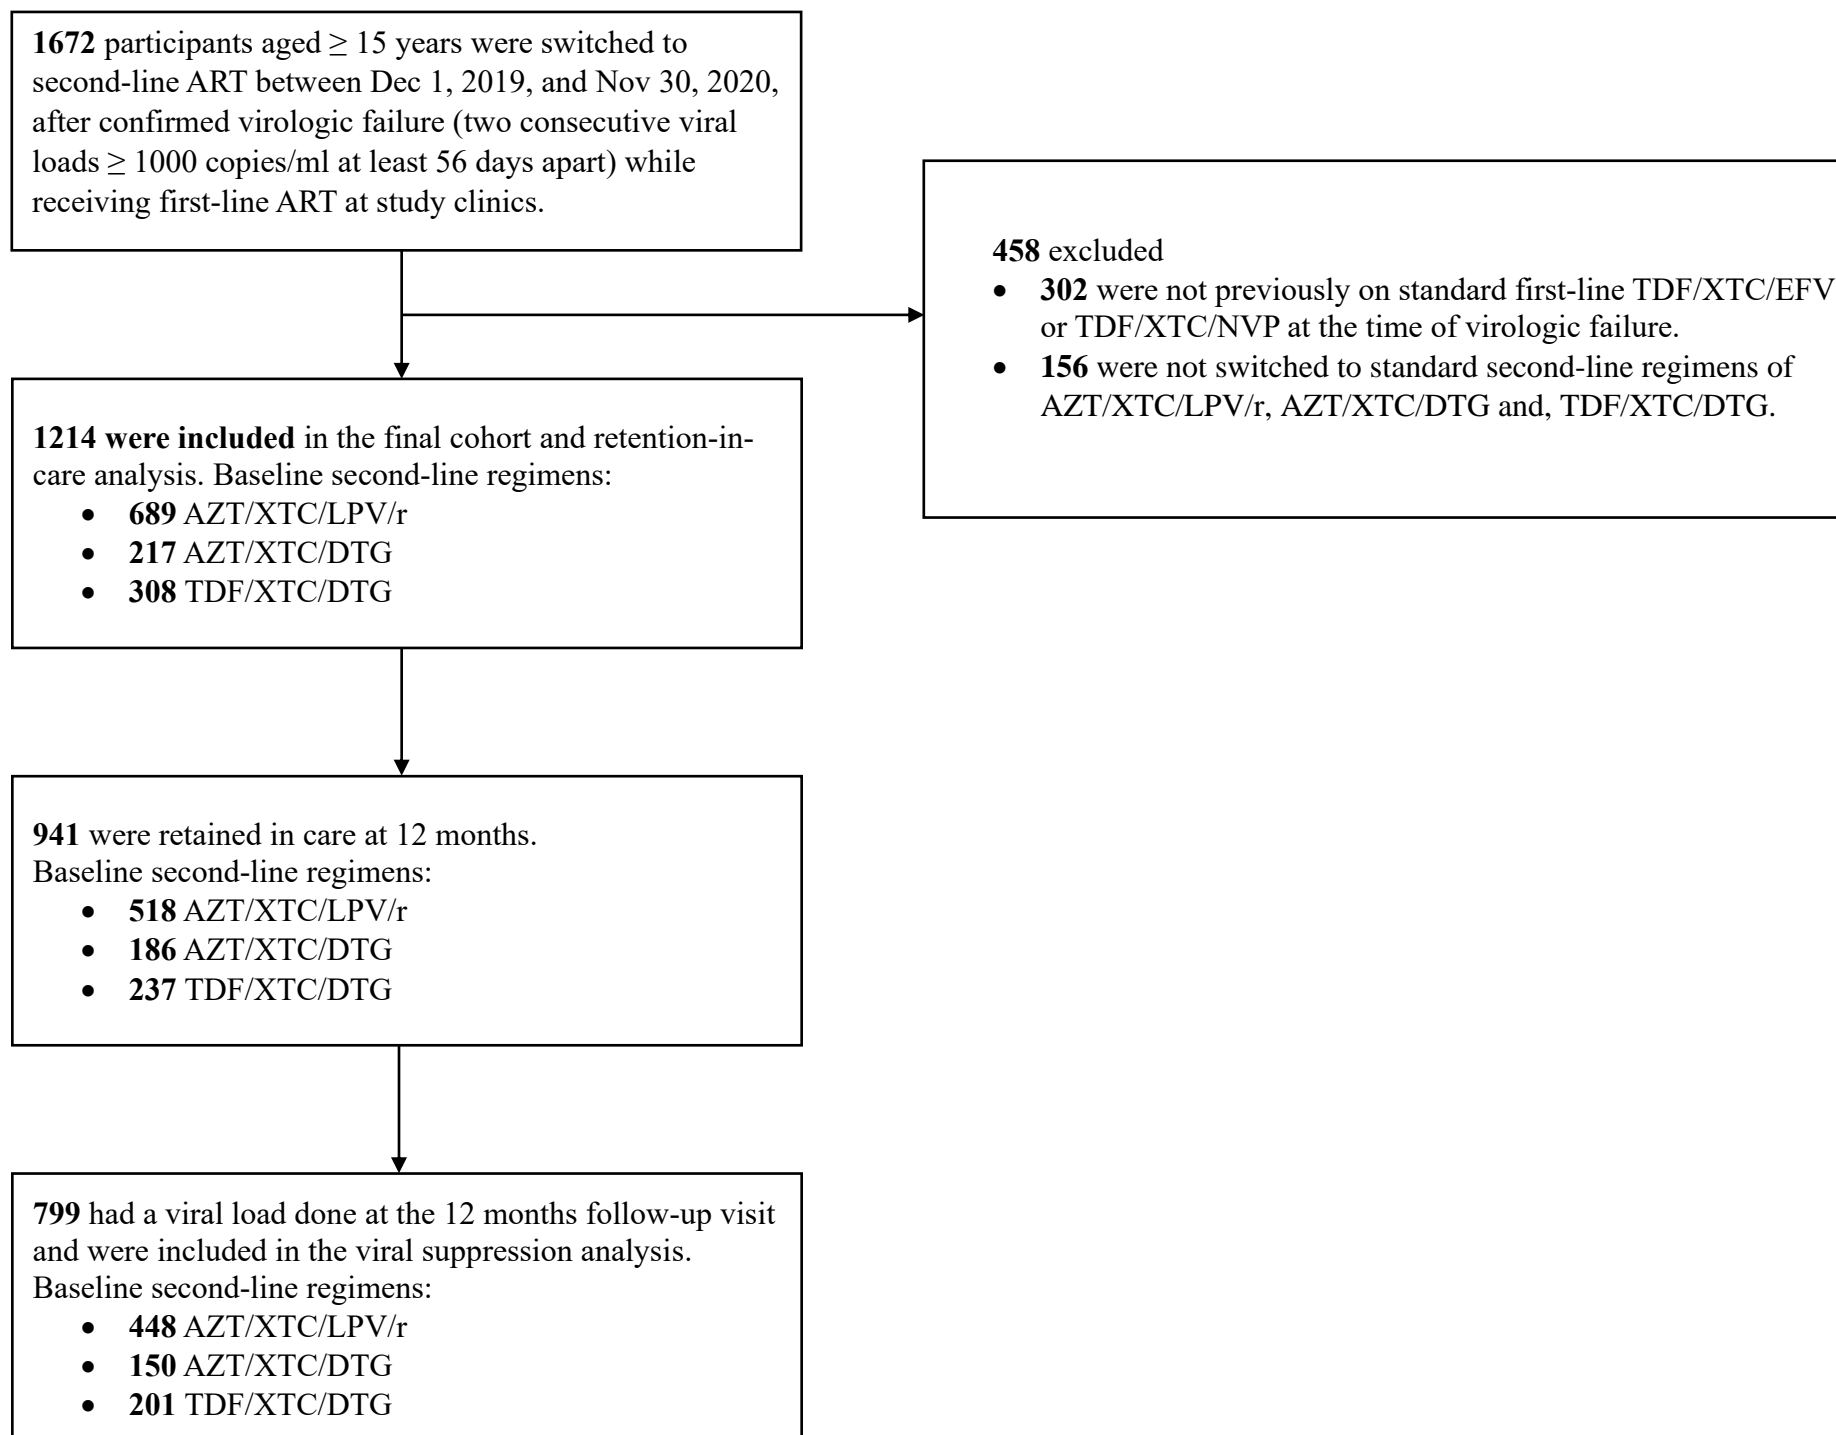 1672 participants aged ≥ 15 years were switched to
second-line ART between Dec 1, 2019, and Nov 30, 2020,
after confirmed virologic failure (two consecutive viral
loads ≥ 1000 copies/ml at least 56 days apart) while
receiving first-line ART at study clinics.
458 excluded
• 302 were not previously on standard first-line TDF/XTC/EFV
or TDF/XTC/NVP at the time of virologic failure.
• 156 were not switched to standard second-line regimens of
AZT/XTC/LPV/r, AZT/XTC/DTG and, TDF/XTC/DTG.
1214 were included in the final cohort and retention-in-
care analysis. Baseline second-line regimens:
• 689 AZT/XTC/LPV/r
• 217 AZT/XTC/DTG
• 308 TDF/XTC/DTG
941 were retained in care at 12 months.
Baseline second-line regimens:
• 518 AZT/XTC/LPV/r
• 186 AZT/XTC/DTG
• 237 TDF/XTC/DTG
799 had a viral load done at the 12 months follow-up visit
and were included in the viral suppression analysis.
Baseline second-line regimens:
• 448 AZT/XTC/LPV/r
• 150 AZT/XTC/DTG
• 201 TDF/XTC/DTG